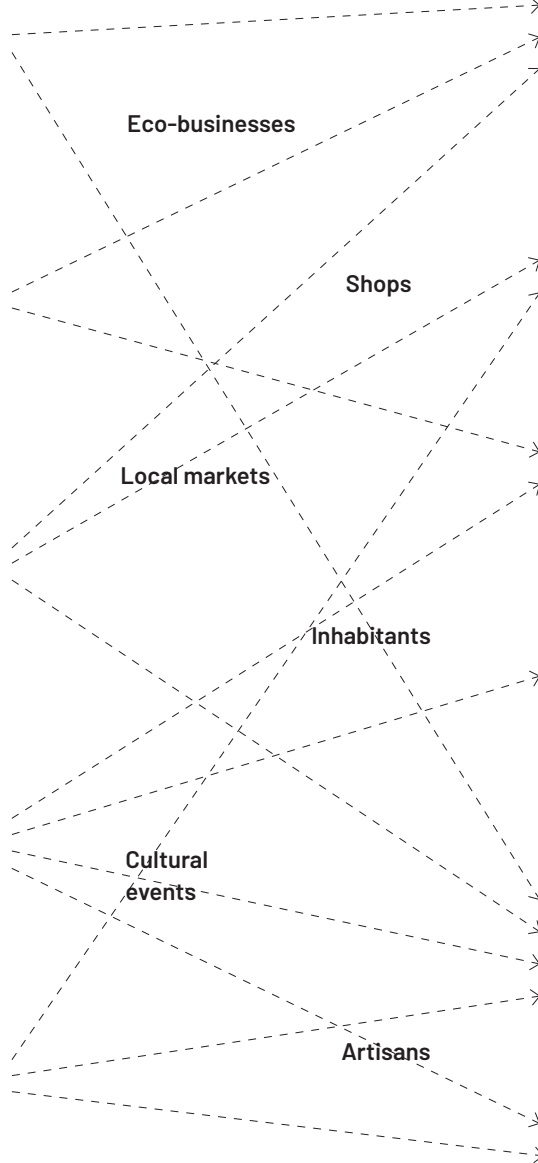 Eco-businesses
Shops
Local markets
Inhabitants
Cultural
events
Artisans